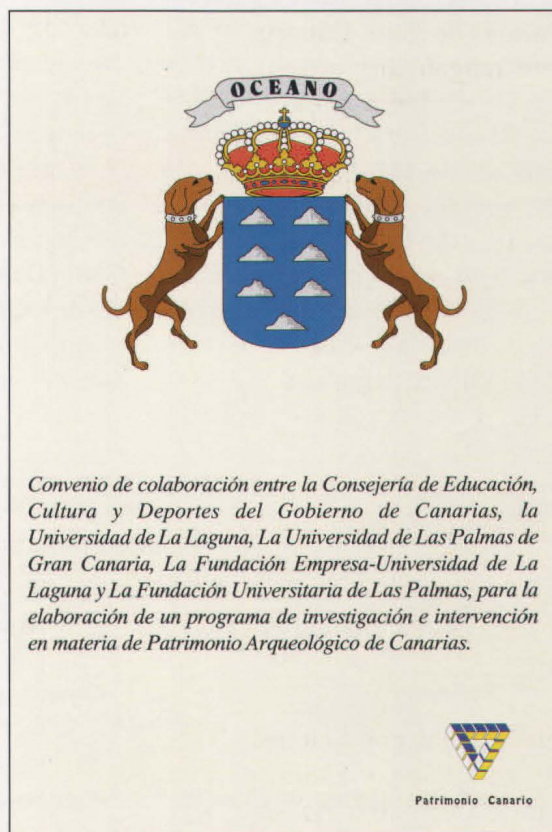 OCEANO
Convenio de colaboración entre la Consejería de Educación,
Cultura y Deportes del Gobierno de Canarias, la
Universidad de La Laguna, La Universidad de Las Palmas de
Gran Canaria, La Fundación Empresa-Universidad de La
Laguna y La Fundación Universitaria de Las Palmas, para la
elaboración de un programa de investigación e intervención
en materia de Patrimonio Arqueológico de Canarias.
Patrimonio Canario